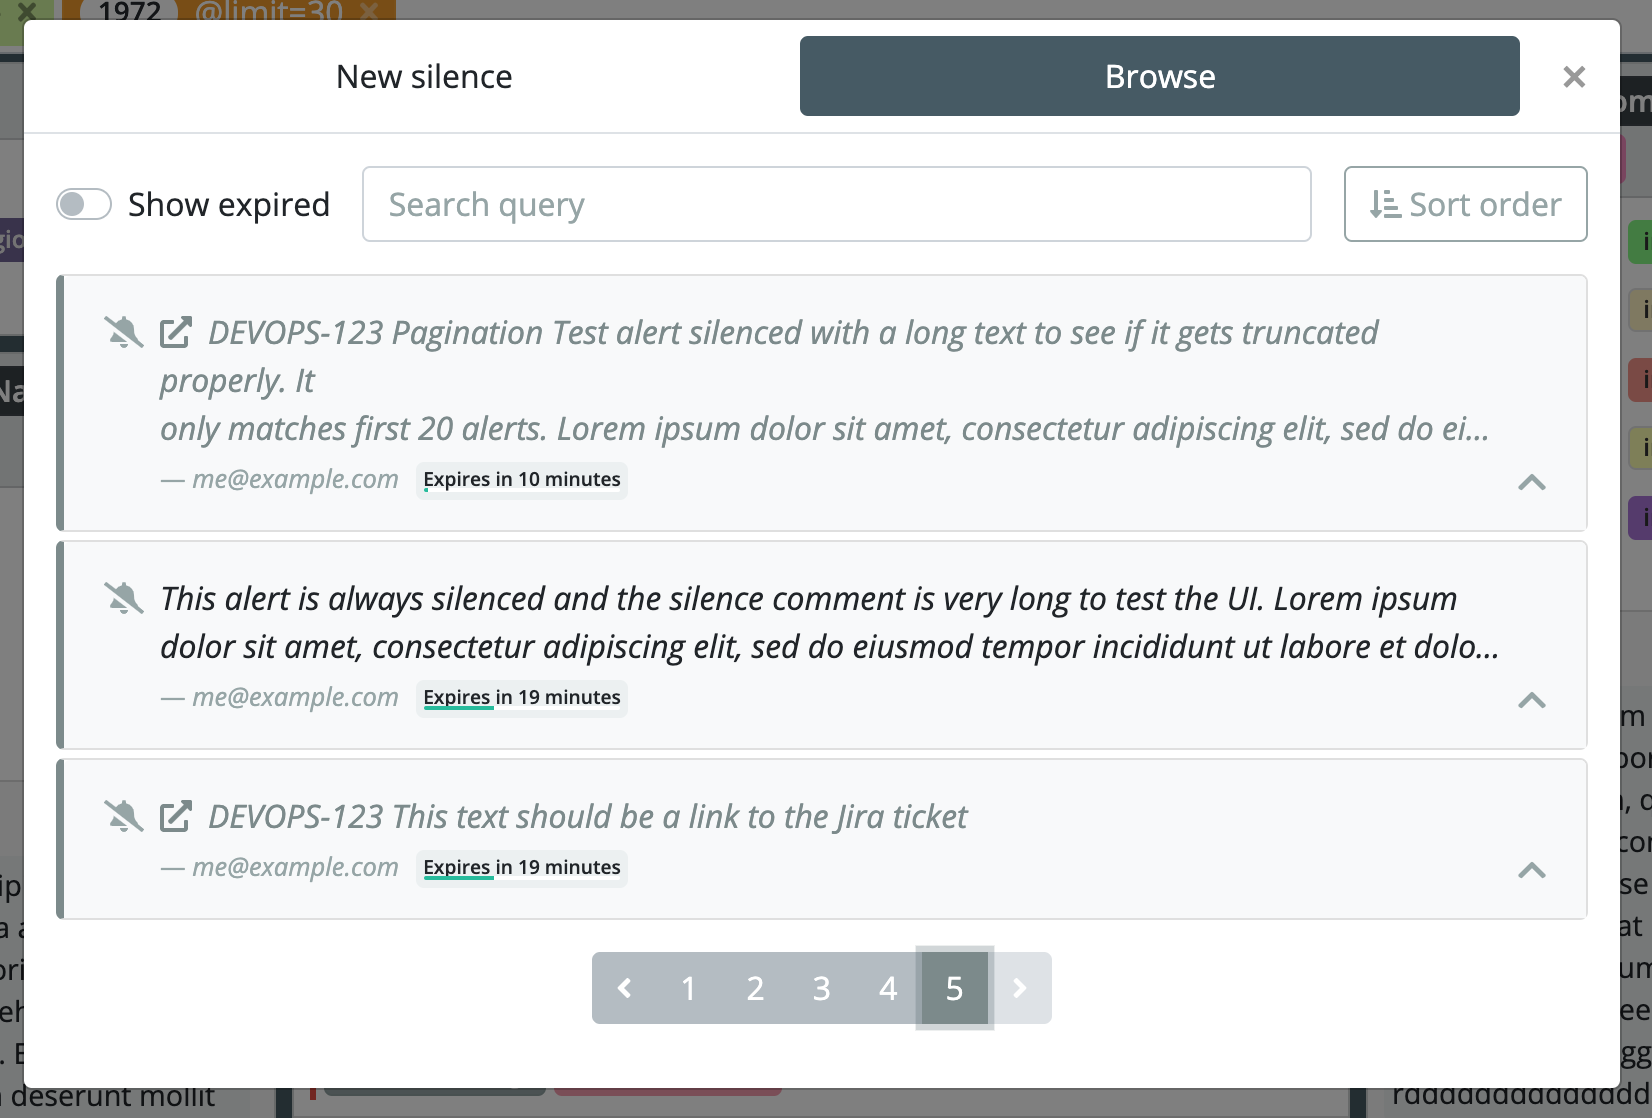 1972 @limit=30
New silence
Browse
Show expired
Search query
Sort order
DEVOPS-123 Pagination Test alert silenced with a long text to see if it gets truncated
properly. It
only matches first 20 alerts. Lorem ipsum dolor sit amet, consectetur adipiscing elit, sed do ei...
— me@example.com Expires in 10 minutes
This alert is always silenced and the silence comment is very long to test the UI. Lorem ipsum
dolor sit amet, consectetur adipiscing elit, sed do eiusmod tempor incididunt ut labore et dolo...
— me@example.com Expires in 19 minutes
DEVOPS-123 This text should be a link to the Jira ticket
— me@example.com Expires in 19 minutes
1 2 3 4 5
deserunt mollit